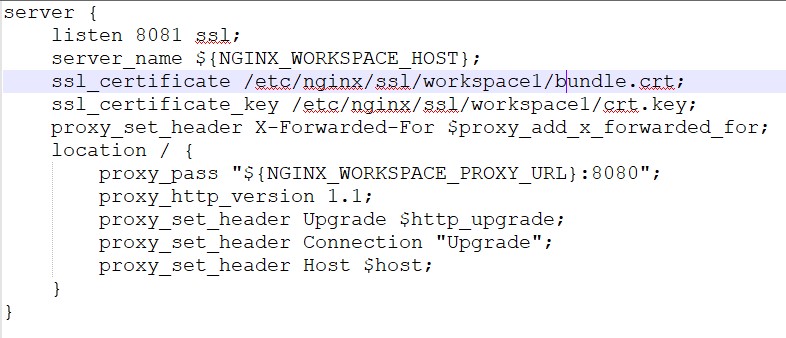 server {
listen 8081 ssl;
server_name ${NGINX_WORKSPACE_HOST};
ssl_certificate /etc/nginx/ssl/workspace1/bundle.crt;
ssl_certificate_key /etc/nginx/ssl/workspace1/crt.key;
proxy_set_header X-Forwarded-For $proxy_add_x_forwarded_for;
location / {
proxy_pass "${NGINX_WORKSPACE_PROXY_URL}:8080";
proxy_http_version 1.1;
proxy_set_header Upgrade $http_upgrade;
proxy_set_header Connection "Upgrade";
proxy_set_header Host $host;
}
}